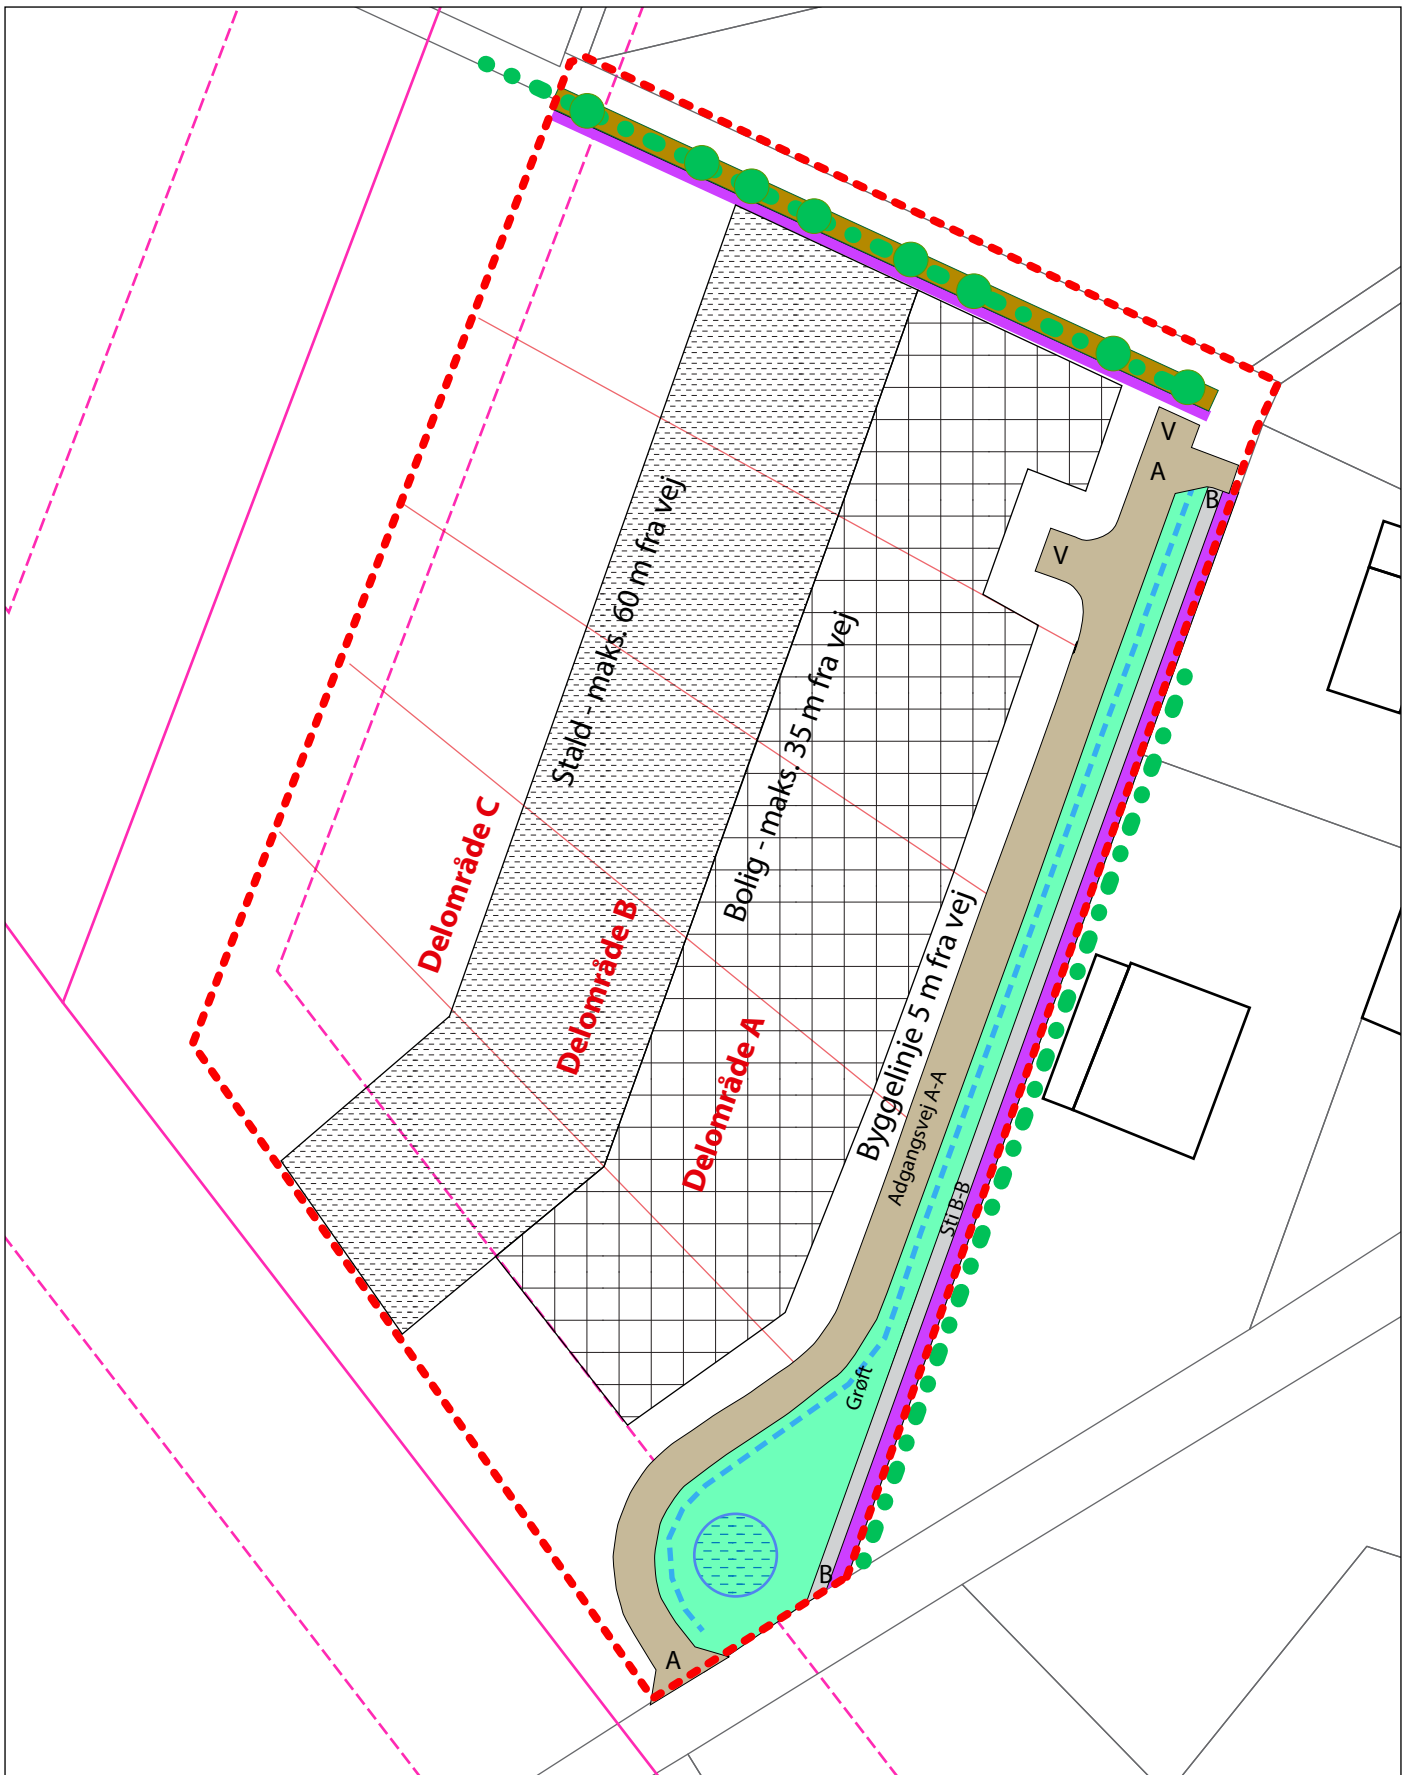 V
A
B
V
Stald - maks. 60 m fra vej
Bolig - maks. 35 m fra vej
Byggelinje 5 m fra vej
Delområde C
Delområde B
Delområde A
Adgangsvej A-A
Sti B-B
Grøft
B
A